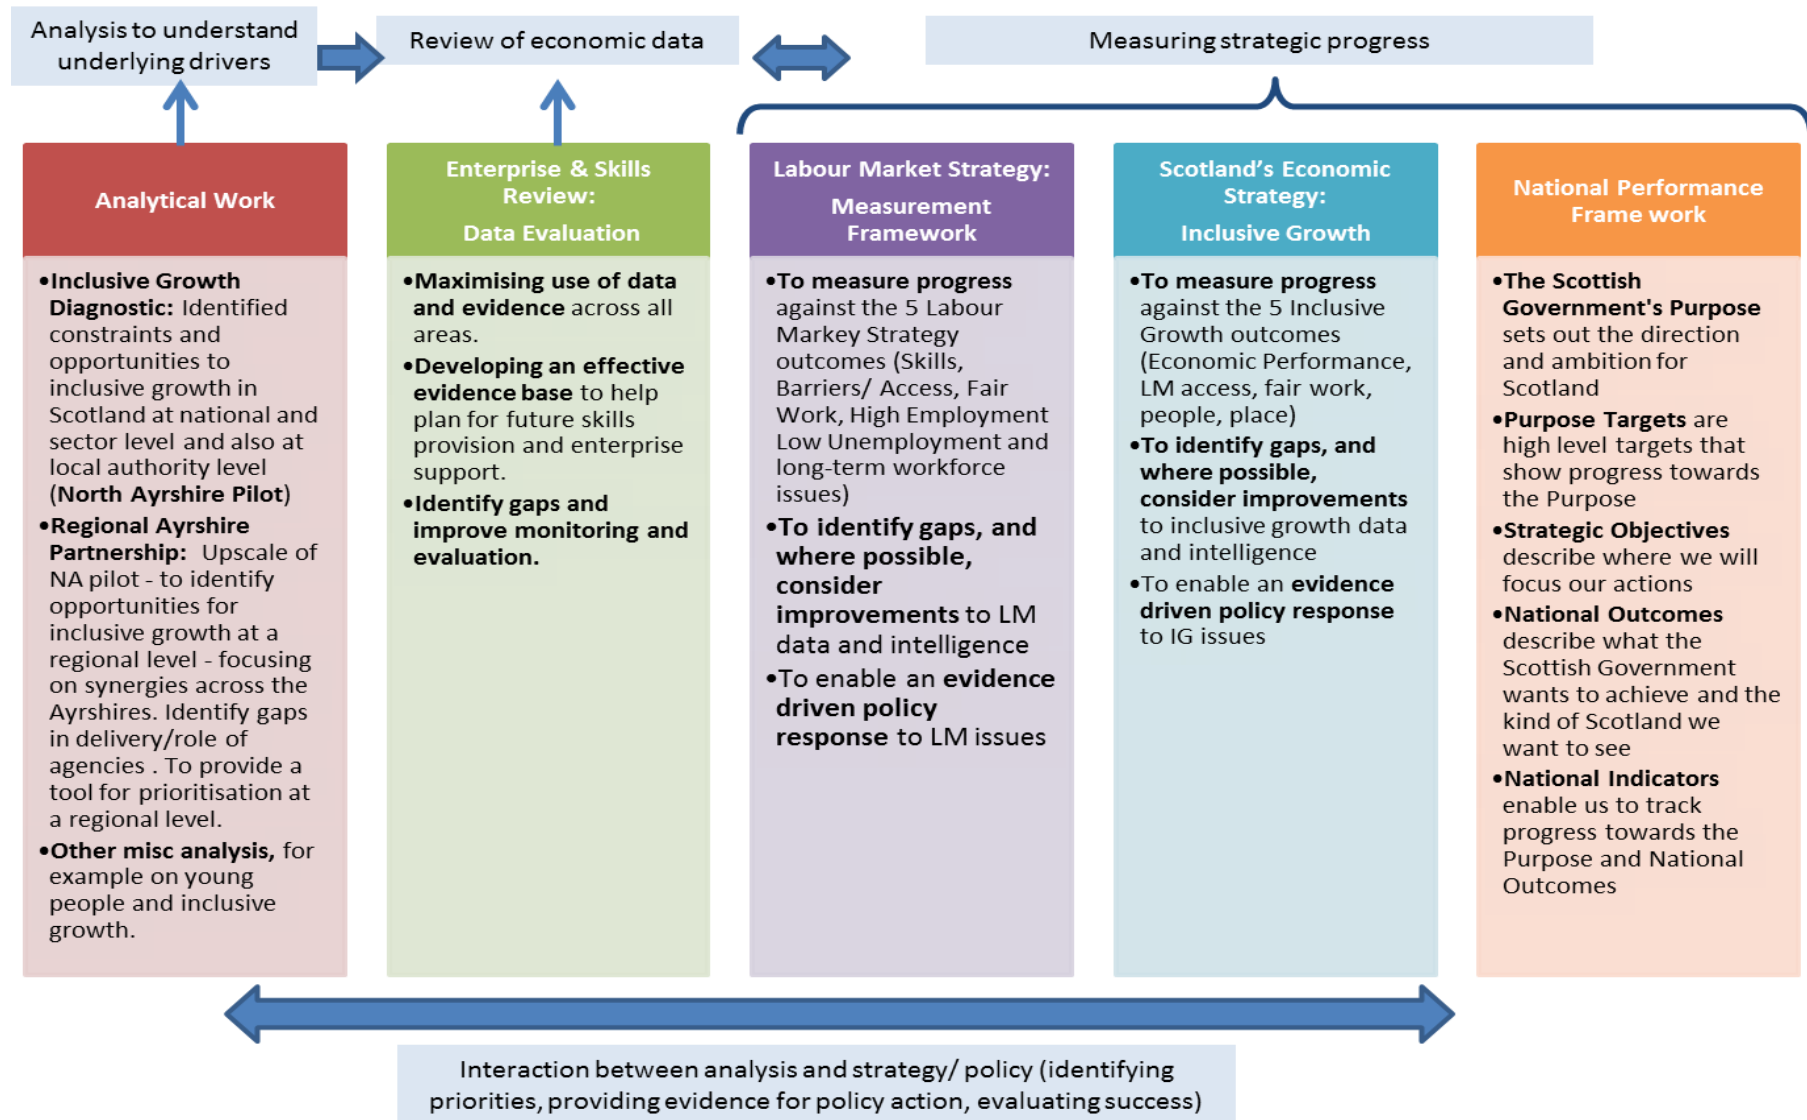 Analysis to understand
underlying drivers
Review of economic data
Measuring strategic progress
Analytical Work
•Inclusive Growth
Diagnostic: Identified
constraints and
opportunities to
inclusive growth in
Scotland at national and
sector level and also at
local authority level
(North Ayrshire Pilot)
•Regional Ayrshire
Partnership: Upscale of
NA pilot - to identify
opportunities for
inclusive growth at a
regional level - focusing
on synergies across the
Ayrshires. Identify gaps
in delivery/role of
agencies . To provide a
tool for prioritisation at
a regional level.
•Other misc analysis, for
example on young
people and inclusive
growth.
Enterprise & Skills
Review:
Data Evaluation
•Maximising use of data
and evidence across all
areas.
•Developing an effective
evidence base to help
plan for future skills
provision and enterprise
support.
•Identify gaps and
improve monitoring and
evaluation.
Labour Market Strategy:
Measurement
Framework
•To measure progress
against the 5 Labour
Markey Strategy
outcomes (Skills,
Barriers/ Access, Fair
Work, High Employment
Low Unemployment and
long-term workforce
issues)
•To identify gaps, and
where possible,
consider
improvements to LM
data and intelligence
•To enable an evidence
driven policy
response to LM issues
Scotland’s Economic
Strategy:
Inclusive Growth
•To measure progress
against the 5 Inclusive
Growth outcomes
(Economic Performance,
LM access, fair work,
people, place)
•To identify gaps, and
where possible,
consider improvements
to inclusive growth data
and intelligence
•To enable an evidence
driven policy response
to IG issues
National Performance
Frame work
•The Scottish
Government's Purpose
sets out the direction
and ambition for
Scotland
•Purpose Targets are
high level targets that
show progress towards
the Purpose
•Strategic Objectives
describe where we will
focus our actions
•National Outcomes
describe what the
Scottish Government
wants to achieve and the
kind of Scotland we
want to see
•National Indicators
enable us to track
progress towards the
Purpose and National
Outcomes
Interaction between analysis and strategy/ policy (identifying
priorities, providing evidence for policy action, evaluating success)